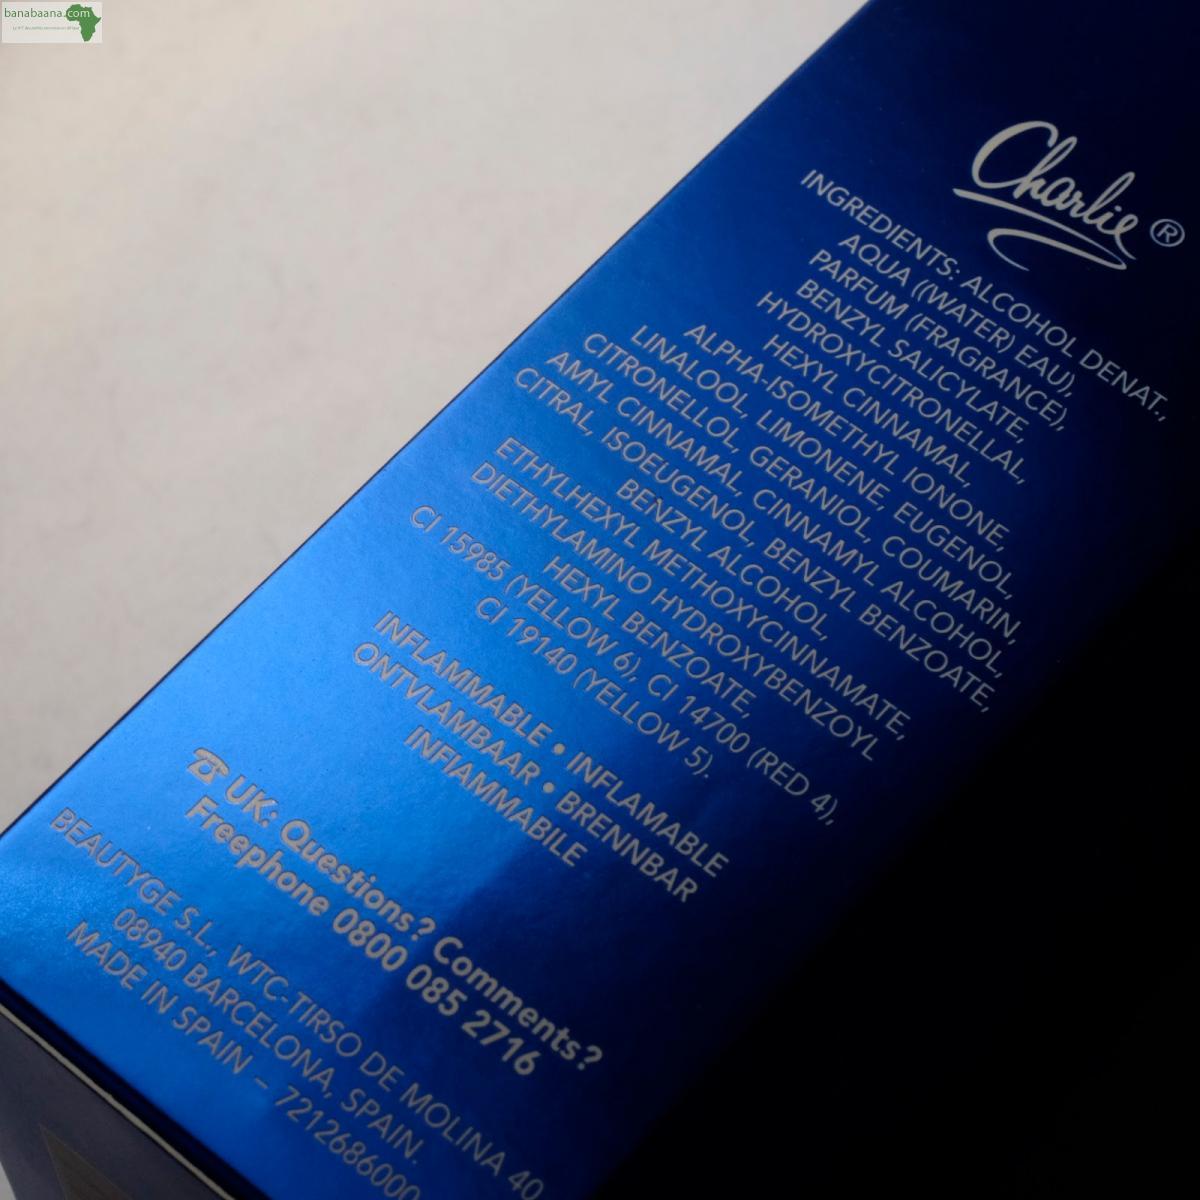 banabaana.com
Charlie®
INGREDIENTS: ALCOHOL DENAT.,
AQUA ((WATER) EAU),
PARFUM (FRAGRANCE),
BENZYL SALICYLATE,
HYDROXYCITRONELLAL,
HEXYL CINNAMAL,
ALPHA-ISOMETHYL IONONE,
LINALOOL, LIMONENE, EUGENOL,
CITRONELLOL, GERANIOL, COUMARIN,
AMYL CINNAMAL, CINNAMYL ALCOHOL,
CITRAL, ISOEUGENOL, BENZYL BENZOATE,
BENZYL ALCOHOL,
ETHYLHEXYL METHOXYCINNAMATE,
DIETHYLAMINO HYDROXYBENZOYL
HEXYL BENZOATE,
CI 15985 (YELLOW 6), CI 14700 (RED 4),
CI 19140 (YELLOW 5).
INFLAMMABLE • INFLAMABLE
ONTVLAMBAAR • BRENNBAR
INFIAMMABILE
☎ UK: Questions? Comments?
Freephone 0800 085 2716
BEAUTYGE S.L., WTC-TIRSO DE MOLINA 40
08940 BARCELONA, SPAIN.
MADE IN SPAIN – 7212686000